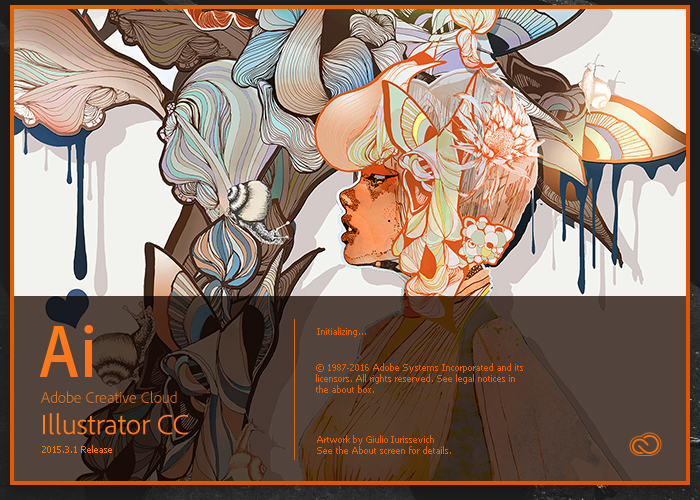 Ai
Adobe Creative Cloud
Illustrator CC
2015.3.1 Release
Initializing...
© 1987-2016 Adobe Systems Incorporated and its
licensors. All rights reserved. See legal notices in
the about box.
Artwork by Giulio Iurissevich
See the About screen for details.